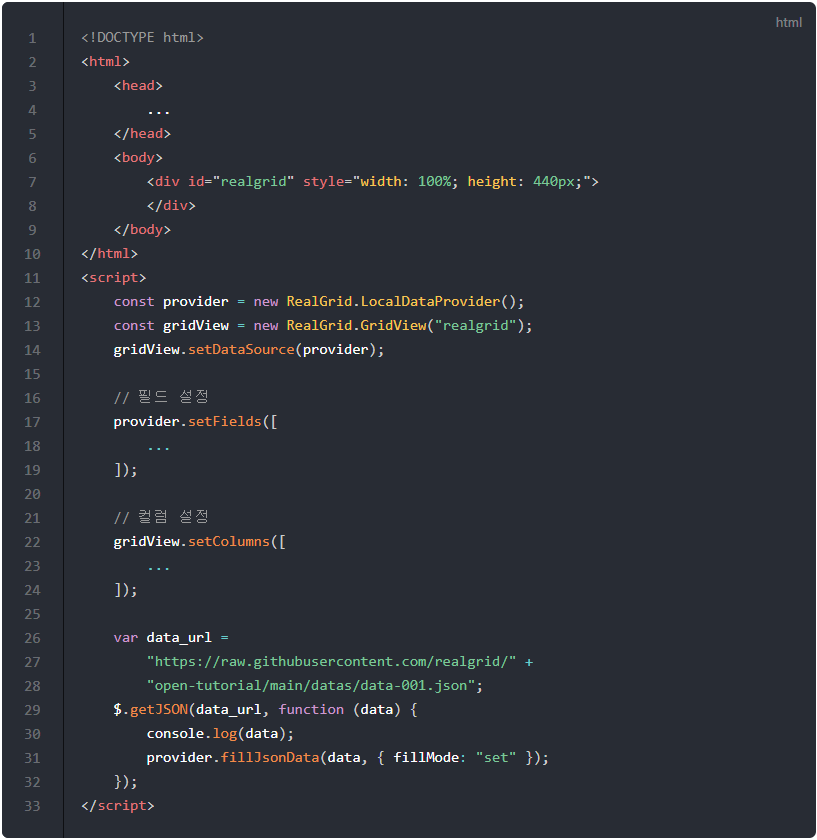 html
1 <!DOCTYPE html>
2 <html>
3     <head>
4         ...
5     </head>
6     <body>
7         <div id="realgrid" style="width: 100%; height: 440px;">
8         </div>
9     </body>
10 </html>
11 <script>
12     const provider = new RealGrid.LocalDataProvider();
13     const gridView = new RealGrid.GridView("realgrid");
14     gridView.setDataSource(provider);
15
16     // 필드 설정
17     provider.setFields([
18         ...
19     ]);
20
21     // 컬럼 설정
22     gridView.setColumns([
23         ...
24     ]);
25
26     var data_url =
27         "https://raw.githubusercontent.com/realgrid/" +
28         "open-tutorial/main/datas/data-001.json";
29     $.getJSON(data_url, function (data) {
30         console.log(data);
31         provider.fillJsonData(data, { fillMode: "set" });
32     });
33 </script>